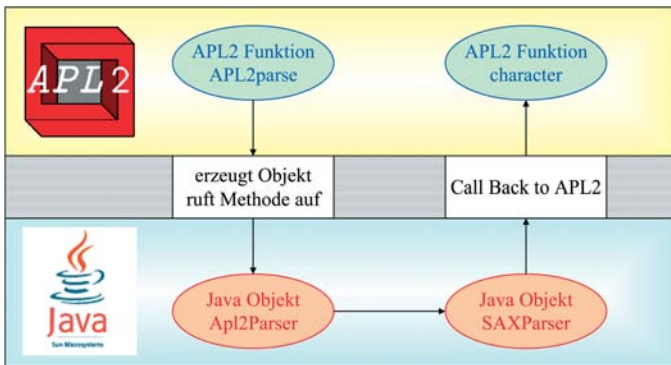 APL2
APL2 Funktion
APL2parse
APL2 Funktion
character
erzeugt Objekt
ruft Methode auf
Call Back to APL2
Java
Sun Microsystems
Java Objekt
Apl2Parser
Java Objekt
SAXParser